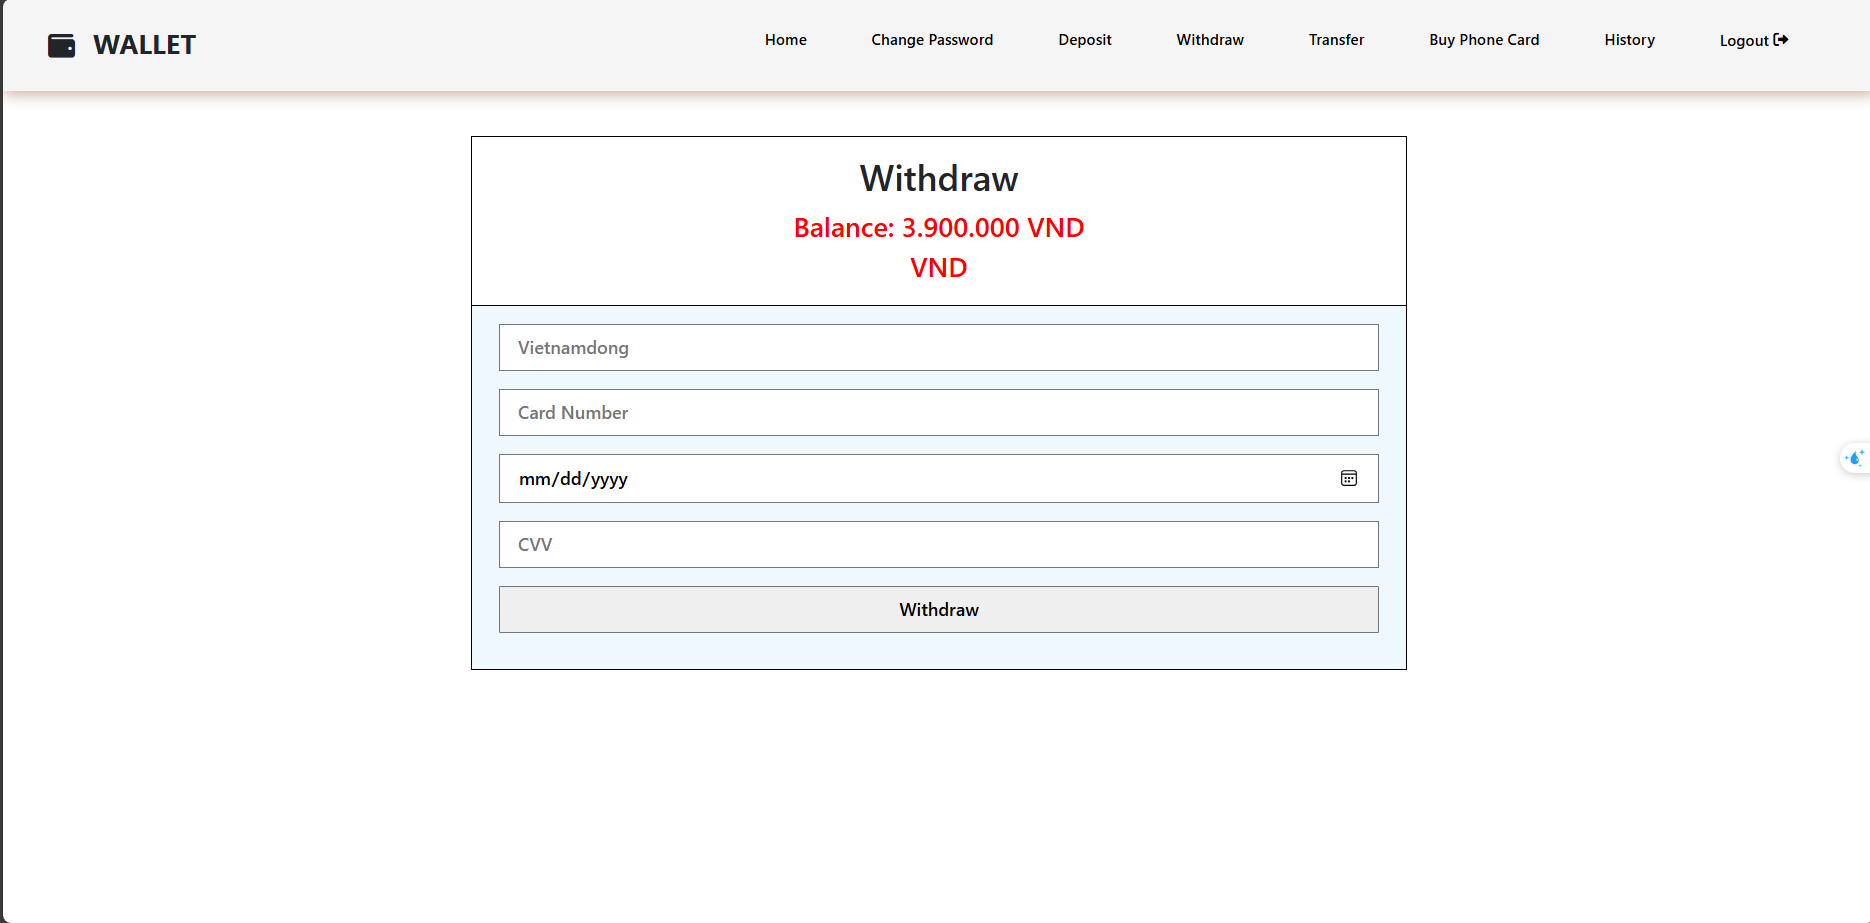 WALLET
Home Change Password Deposit Withdraw Transfer Buy Phone Card History Logout
Withdraw
Balance: 3.900.000 VND
VND
Vietnamdong
Card Number
mm/dd/yyyy
CVV
Withdraw